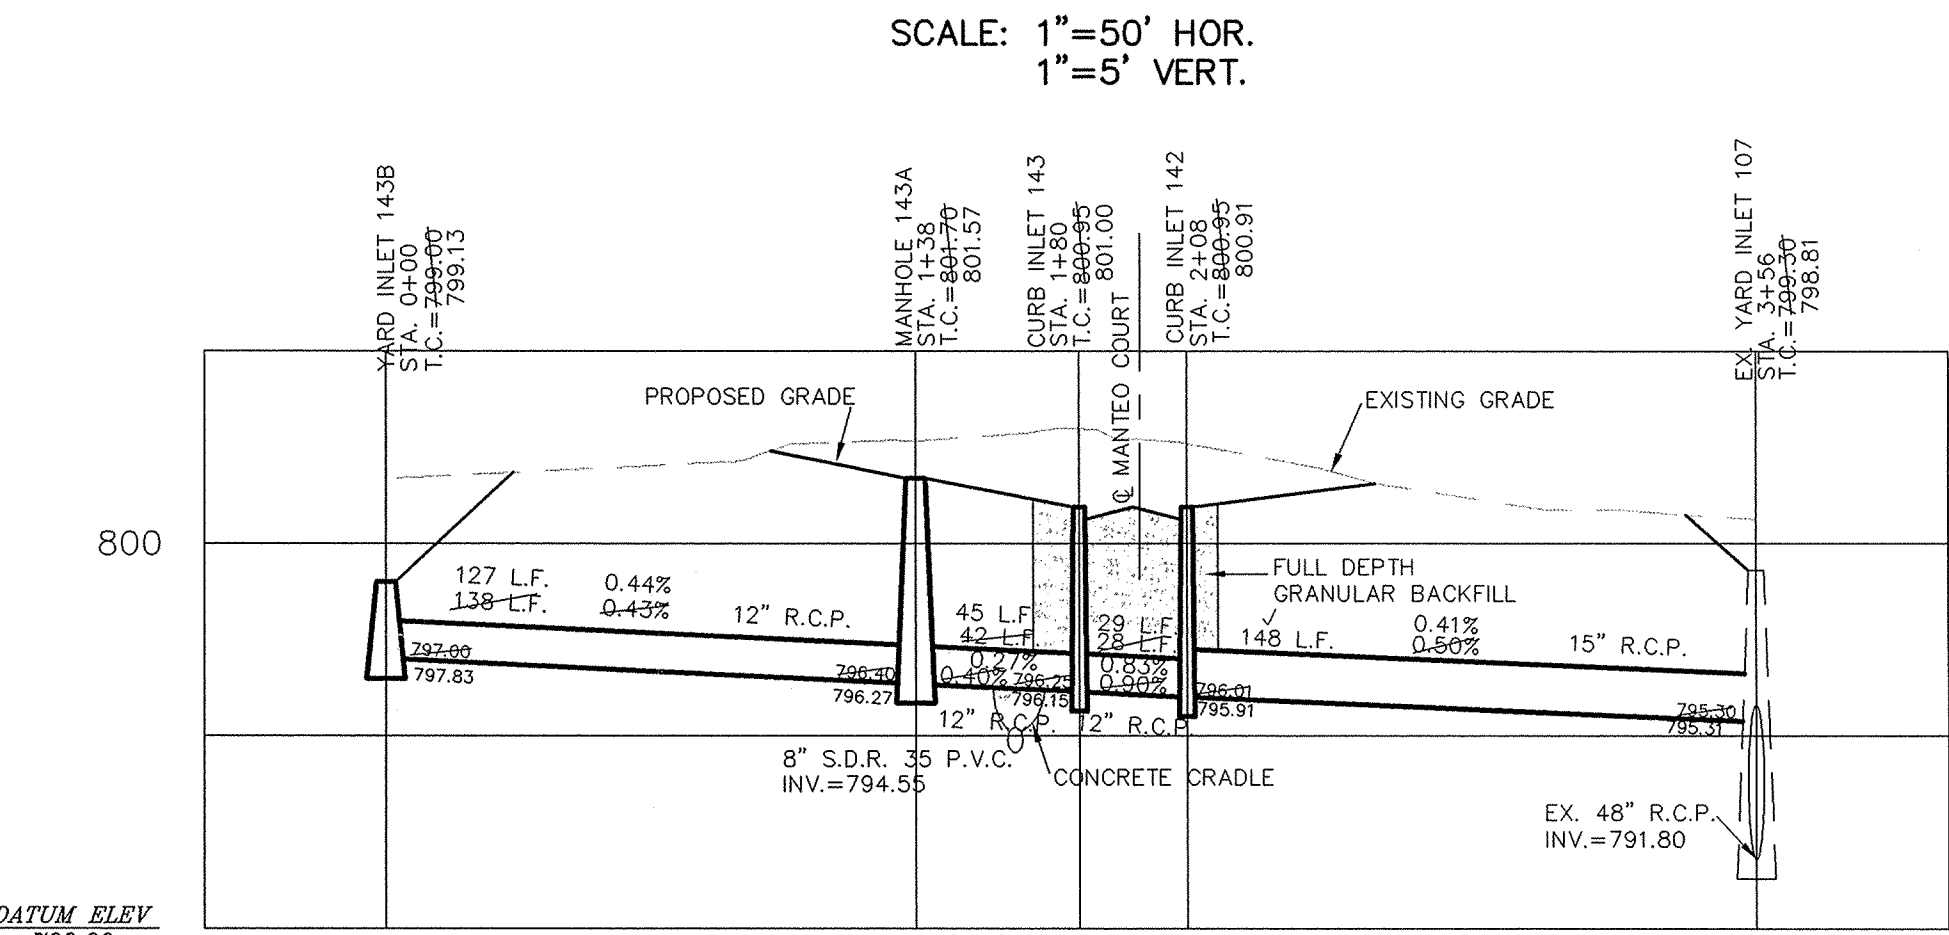 SCALE: 1"=50' HOR.
1"=5' VERT.
YARD INLET 143B
STA. 0+00
T.C.=799.00
799.13
MANHOLE 143A
STA. 1+38
T.C.=801.70
801.57
CURB INLET 143
STA. 1+80
T.C.=800.95
801.00
℄ MANTEO COURT
CURB INLET 142
STA. 2+08
T.C.=800.95
800.91
EX. YARD INLET 107
STA. 3+56
T.C.=799.30
798.81
PROPOSED GRADE
EXISTING GRADE
800
FULL DEPTH
GRANULAR BACKFILL
127 L.F. 0.44%
138 L.F. 0.43%
12" R.C.P.
45 L.F
42 L.F
0.27%
0.40%
29 L.F
28 L.F.
0.83%
0.90%
148 L.F.
0.41%
0.50%
15" R.C.P.
797.00
797.83
796.40
796.27
796.25
796.15
796.01
795.91
795.30
795.31
12" R.C.P.
12" R.C.P.
8" S.D.R. 35 P.V.C.
INV.=794.55
CONCRETE CRADLE
EX. 48" R.C.P.
INV.=791.80
DATUM ELEV